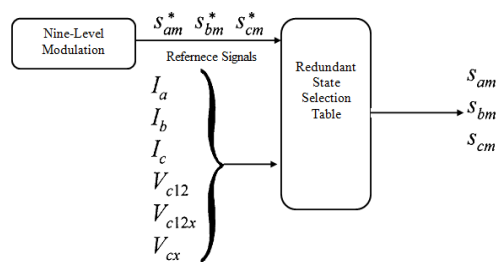 Nine-Level
Modulation
s*am s*bm s*cm
Refernece Signals
Ia
Ib
Ic
Vc12
Vc12x
Vcx
Redundant
State
Selection
Table
sam
sbm
scm